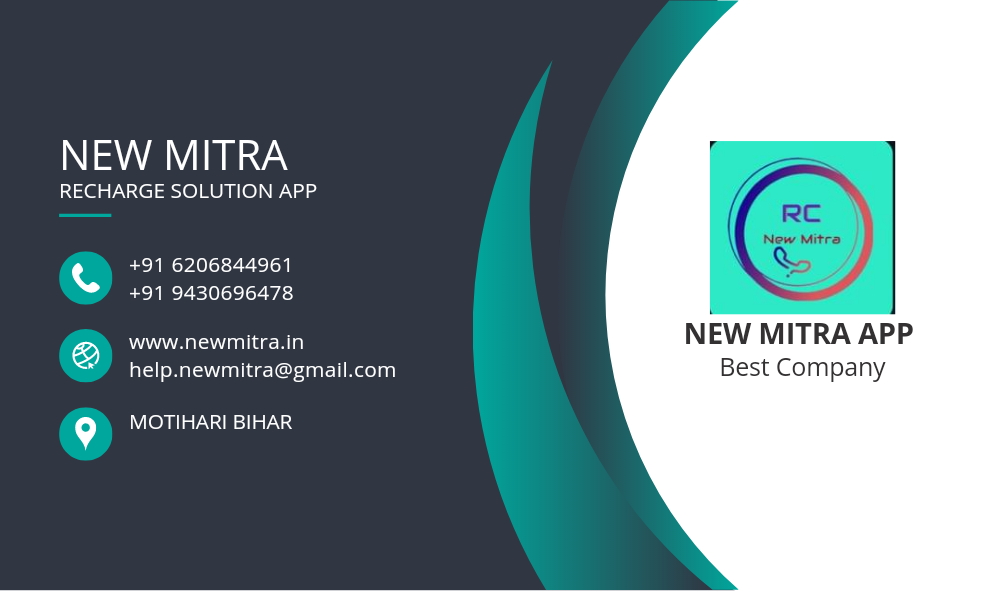 NEW MITRA
RECHARGE SOLUTION APP
+91 6206844961
+91 9430696478
www.newmitra.in
help.newmitra@gmail.com
MOTIHARI BIHAR
RC
New Mitra
NEW MITRA APP
Best Company